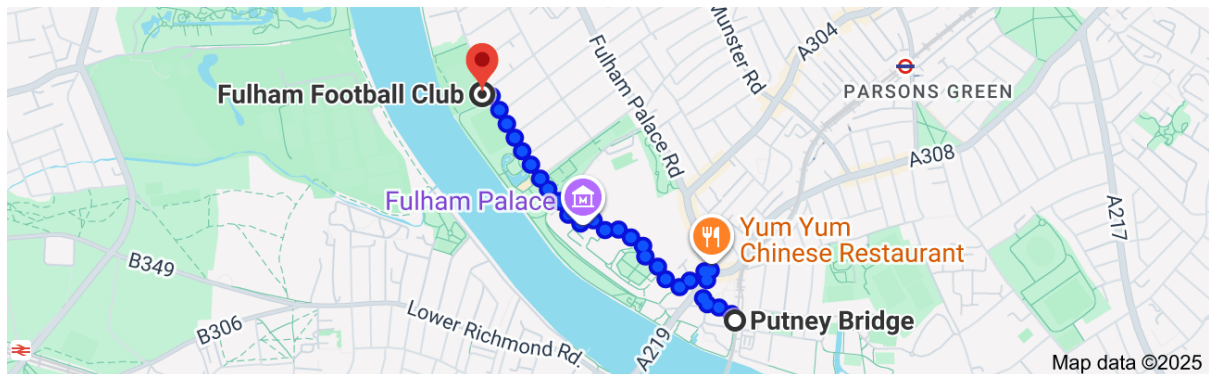 A304
Munster Rd
Fulham Palace Rd
Fulham Football Club
PARSONS GREEN
A308
Fulham Palace
A217
Yum Yum
Chinese Restaurant
B349
B306
Lower Richmond Rd.
A219
Putney Bridge
Map data ©2025